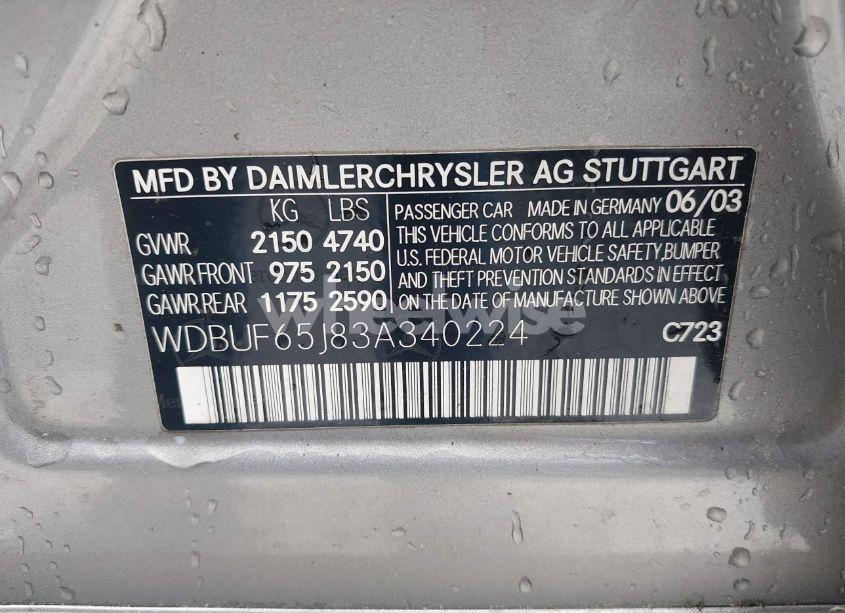 MFD BY DAIMLERCHRYSLER AG STUTTGART
KG LBS
GVWR 2150 4740
GAWR FRONT 975 2150
GAWR REAR 1175 2590
PASSENGER CAR MADE IN GERMANY 06/03
THIS VEHICLE CONFORMS TO ALL APPLICABLE
U.S. FEDERAL MOTOR VEHICLE SAFETY,BUMPER
AND THEFT PREVENTION STANDARDS IN EFFECT
ON THE DATE OF MANUFACTURE SHOWN ABOVE
WDBUF65J83A340224 C723